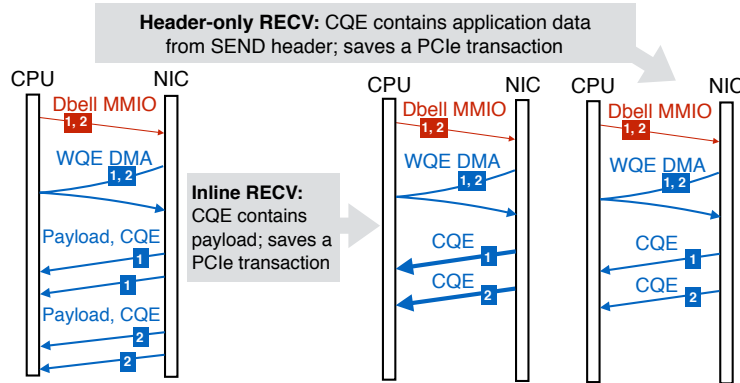 Header-only RECV: CQE contains application data
from SEND header; saves a PCIe transaction
CPU
NIC
Dbell MMIO
1, 2
WQE DMA
1, 2
Payload, CQE
1
1
Payload, CQE
2
2
Inline RECV:
CQE contains
payload; saves a
PCIe transaction
CPU
NIC
Dbell MMIO
1, 2
WQE DMA
1, 2
CQE
1
CQE
2
CPU
NIC
Dbell MMIO
1, 2
WQE DMA
1, 2
CQE
1
CQE
2